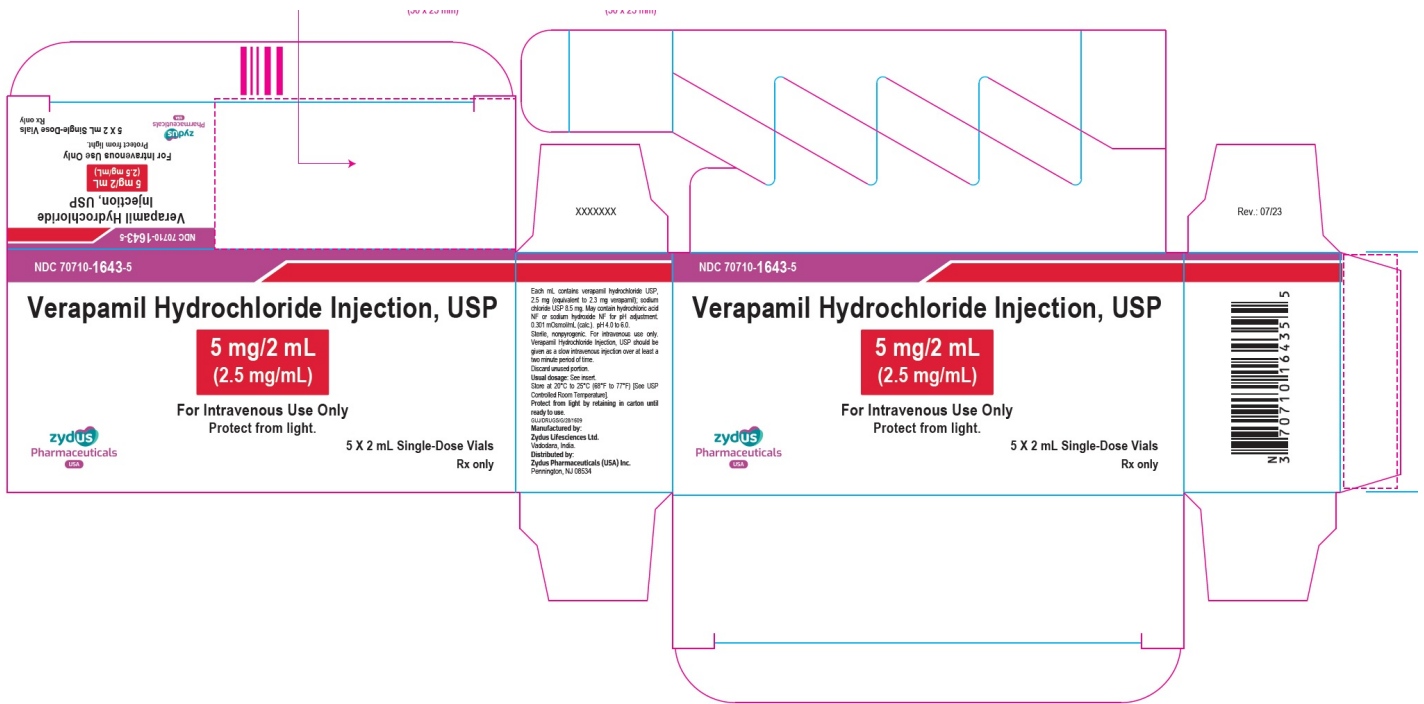 (30 x 25 mm)
(30 x 25 mm)
NDC 70710-1643-5
Verapamil Hydrochloride
Injection, USP
5 mg/2 mL
(2.5 mg/mL)
For Intravenous Use Only
Protect from light.
5 X 2 mL Single-Dose Vials
Rx only
zydus
Pharmaceuticals
USA
XXXXXXX
Rev.: 07/23
NDC 70710-1643-5
Verapamil Hydrochloride Injection, USP
5 mg/2 mL
(2.5 mg/mL)
For Intravenous Use Only
Protect from light.
zydus
Pharmaceuticals
USA
5 X 2 mL Single-Dose Vials
Rx only
Each mL contains verapamil hydrochloride USP,
2.5 mg (equivalent to 2.3 mg verapamil); sodium
chloride USP 8.5 mg. May contain hydrochloric acid
NF or sodium hydroxide NF for pH adjustment.
0.301 mOsmol/mL (calc.). pH 4.0 to 6.0.
Sterile, nonpyrogenic. For intravenous use only.
Verapamil Hydrochloride Injection, USP should be
given as a slow intravenous injection over at least a
two minute period of time.
Discard unused portion.
Usual dosage: See insert.
Store at 20°C to 25°C (68°F to 77°F) [See USP
Controlled Room Temperature].
Protect from light by retaining in carton until
ready to use.
GUJ/DRUGS/G/28/1609
Manufactured by:
Zydus Lifesciences Ltd.
Vadodara, India.
Distributed by:
Zydus Pharmaceuticals (USA) Inc.
Pennington, NJ 08534
NDC 70710-1643-5
Verapamil Hydrochloride Injection, USP
5 mg/2 mL
(2.5 mg/mL)
For Intravenous Use Only
Protect from light.
zydus
Pharmaceuticals
USA
5 X 2 mL Single-Dose Vials
Rx only
N
3 70710 16435 5